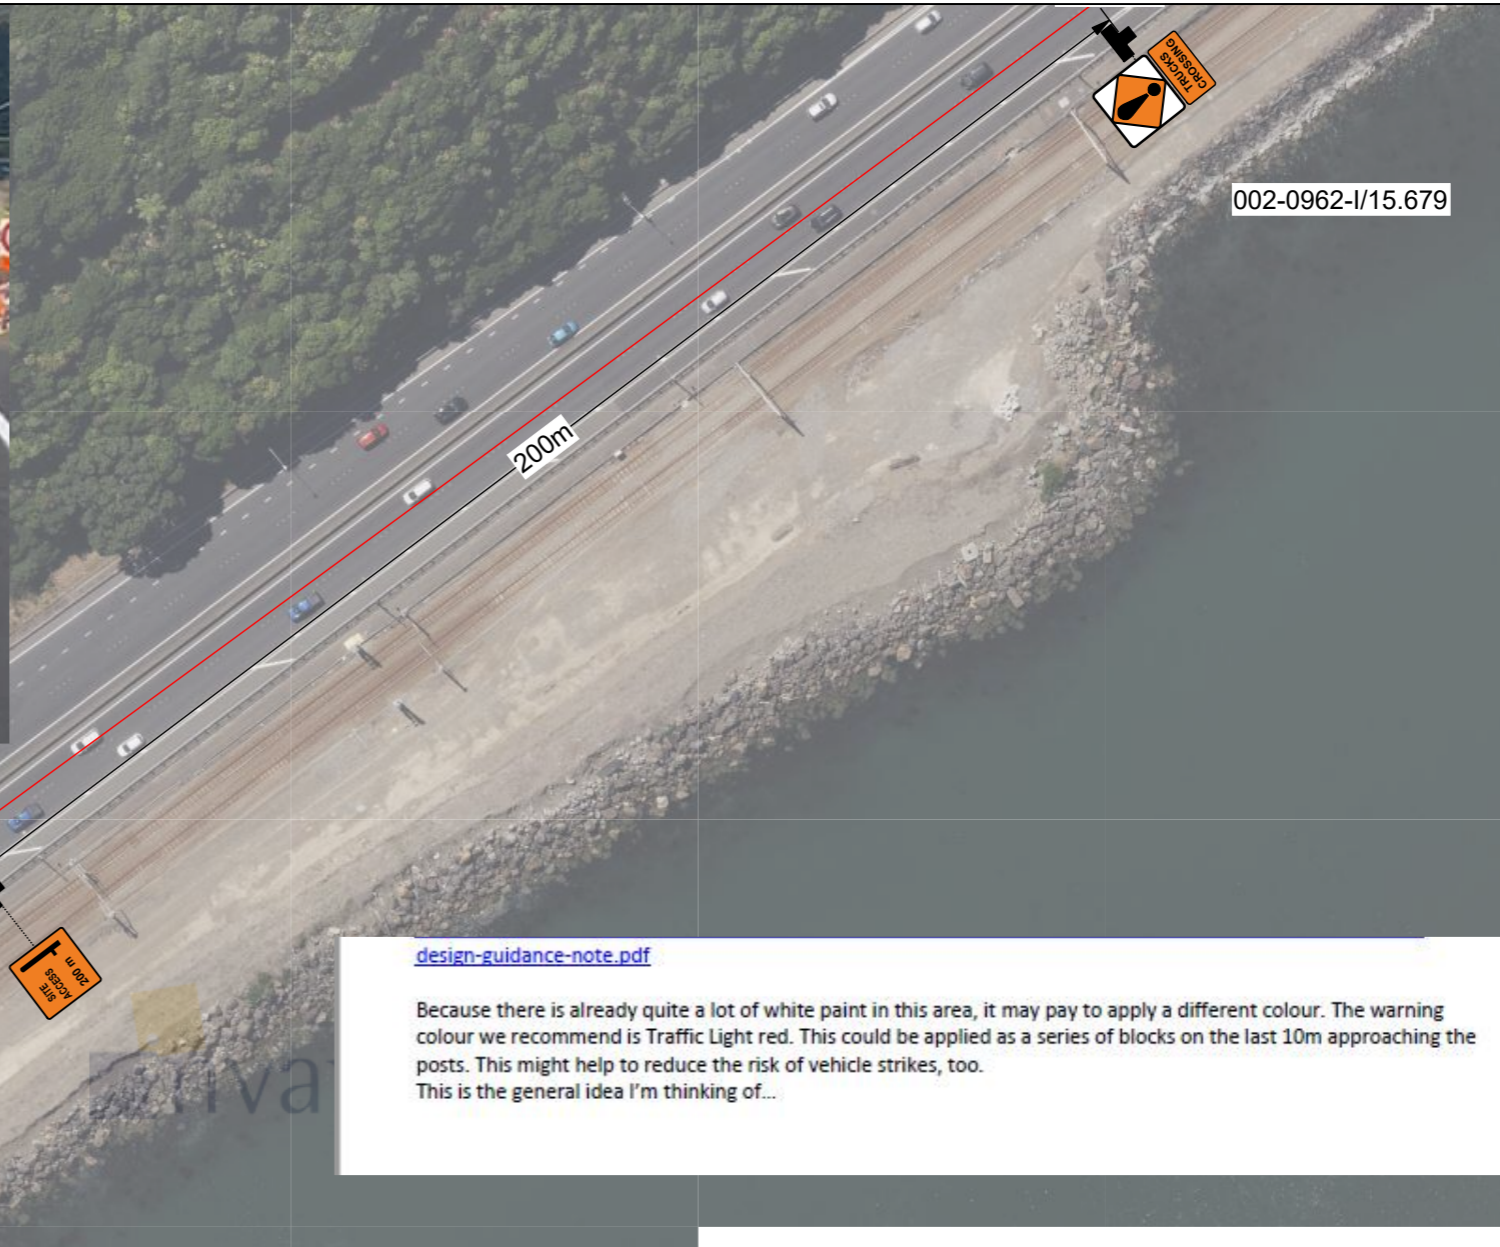 TRUCKS
CROSSING
002-0962-I/15.679
200m
SITE
ACCESS
200 m
design-guidance-note.pdf
Because there is already quite a lot of white paint in this area, it may pay to apply a different colour. The warning
colour we recommend is Traffic Light red. This could be applied as a series of blocks on the last 10m approaching the
posts. This might help to reduce the risk of vehicle strikes, too.
This is the general idea I'm thinking of...